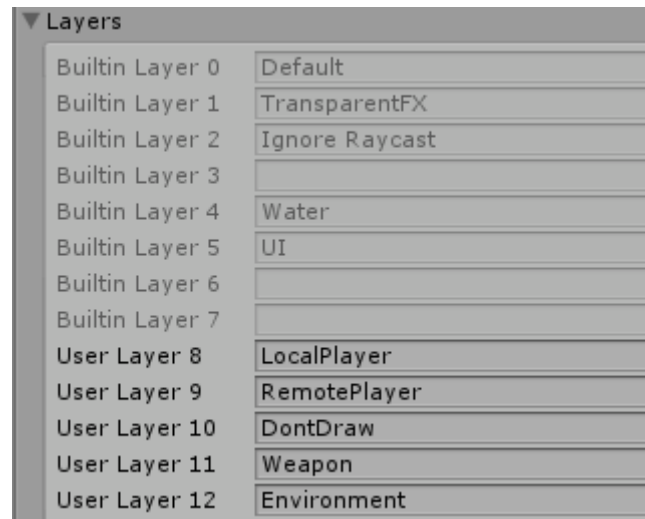 Layers
Builtin Layer 0 Default
Builtin Layer 1 TransparentFX
Builtin Layer 2 Ignore Raycast
Builtin Layer 3
Builtin Layer 4 Water
Builtin Layer 5 UI
Builtin Layer 6
Builtin Layer 7
User Layer 8 LocalPlayer
User Layer 9 RemotePlayer
User Layer 10 DontDraw
User Layer 11 Weapon
User Layer 12 Environment